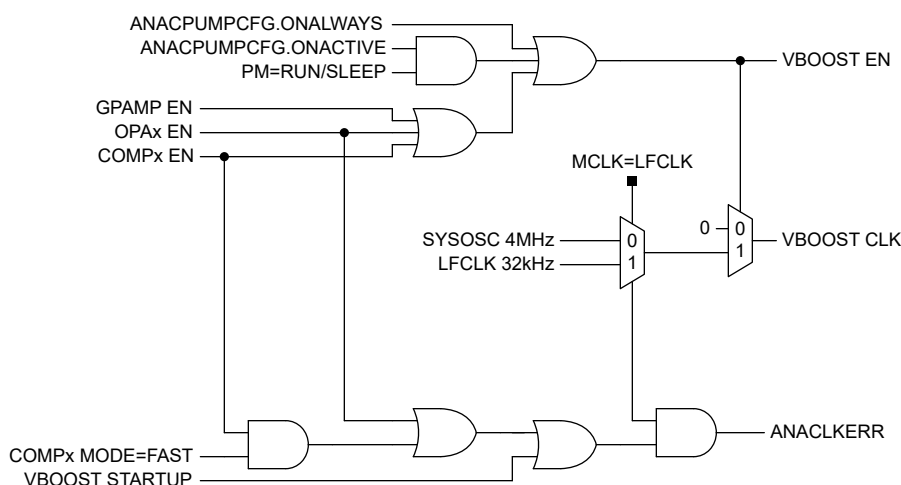 ANACPUMPCFG.ONALWAYS
ANACPUMPCFG.ONACTIVE
PM=RUN/SLEEP
VBOOST EN
GPAMP EN
OPAx EN
COMPx EN
MCLK=LFCLK
SYSOSC 4MHz
LFCLK 32kHz
0
1
0
0
1
VBOOST CLK
COMPx MODE=FAST
VBOOST STARTUP
ANACLKERR